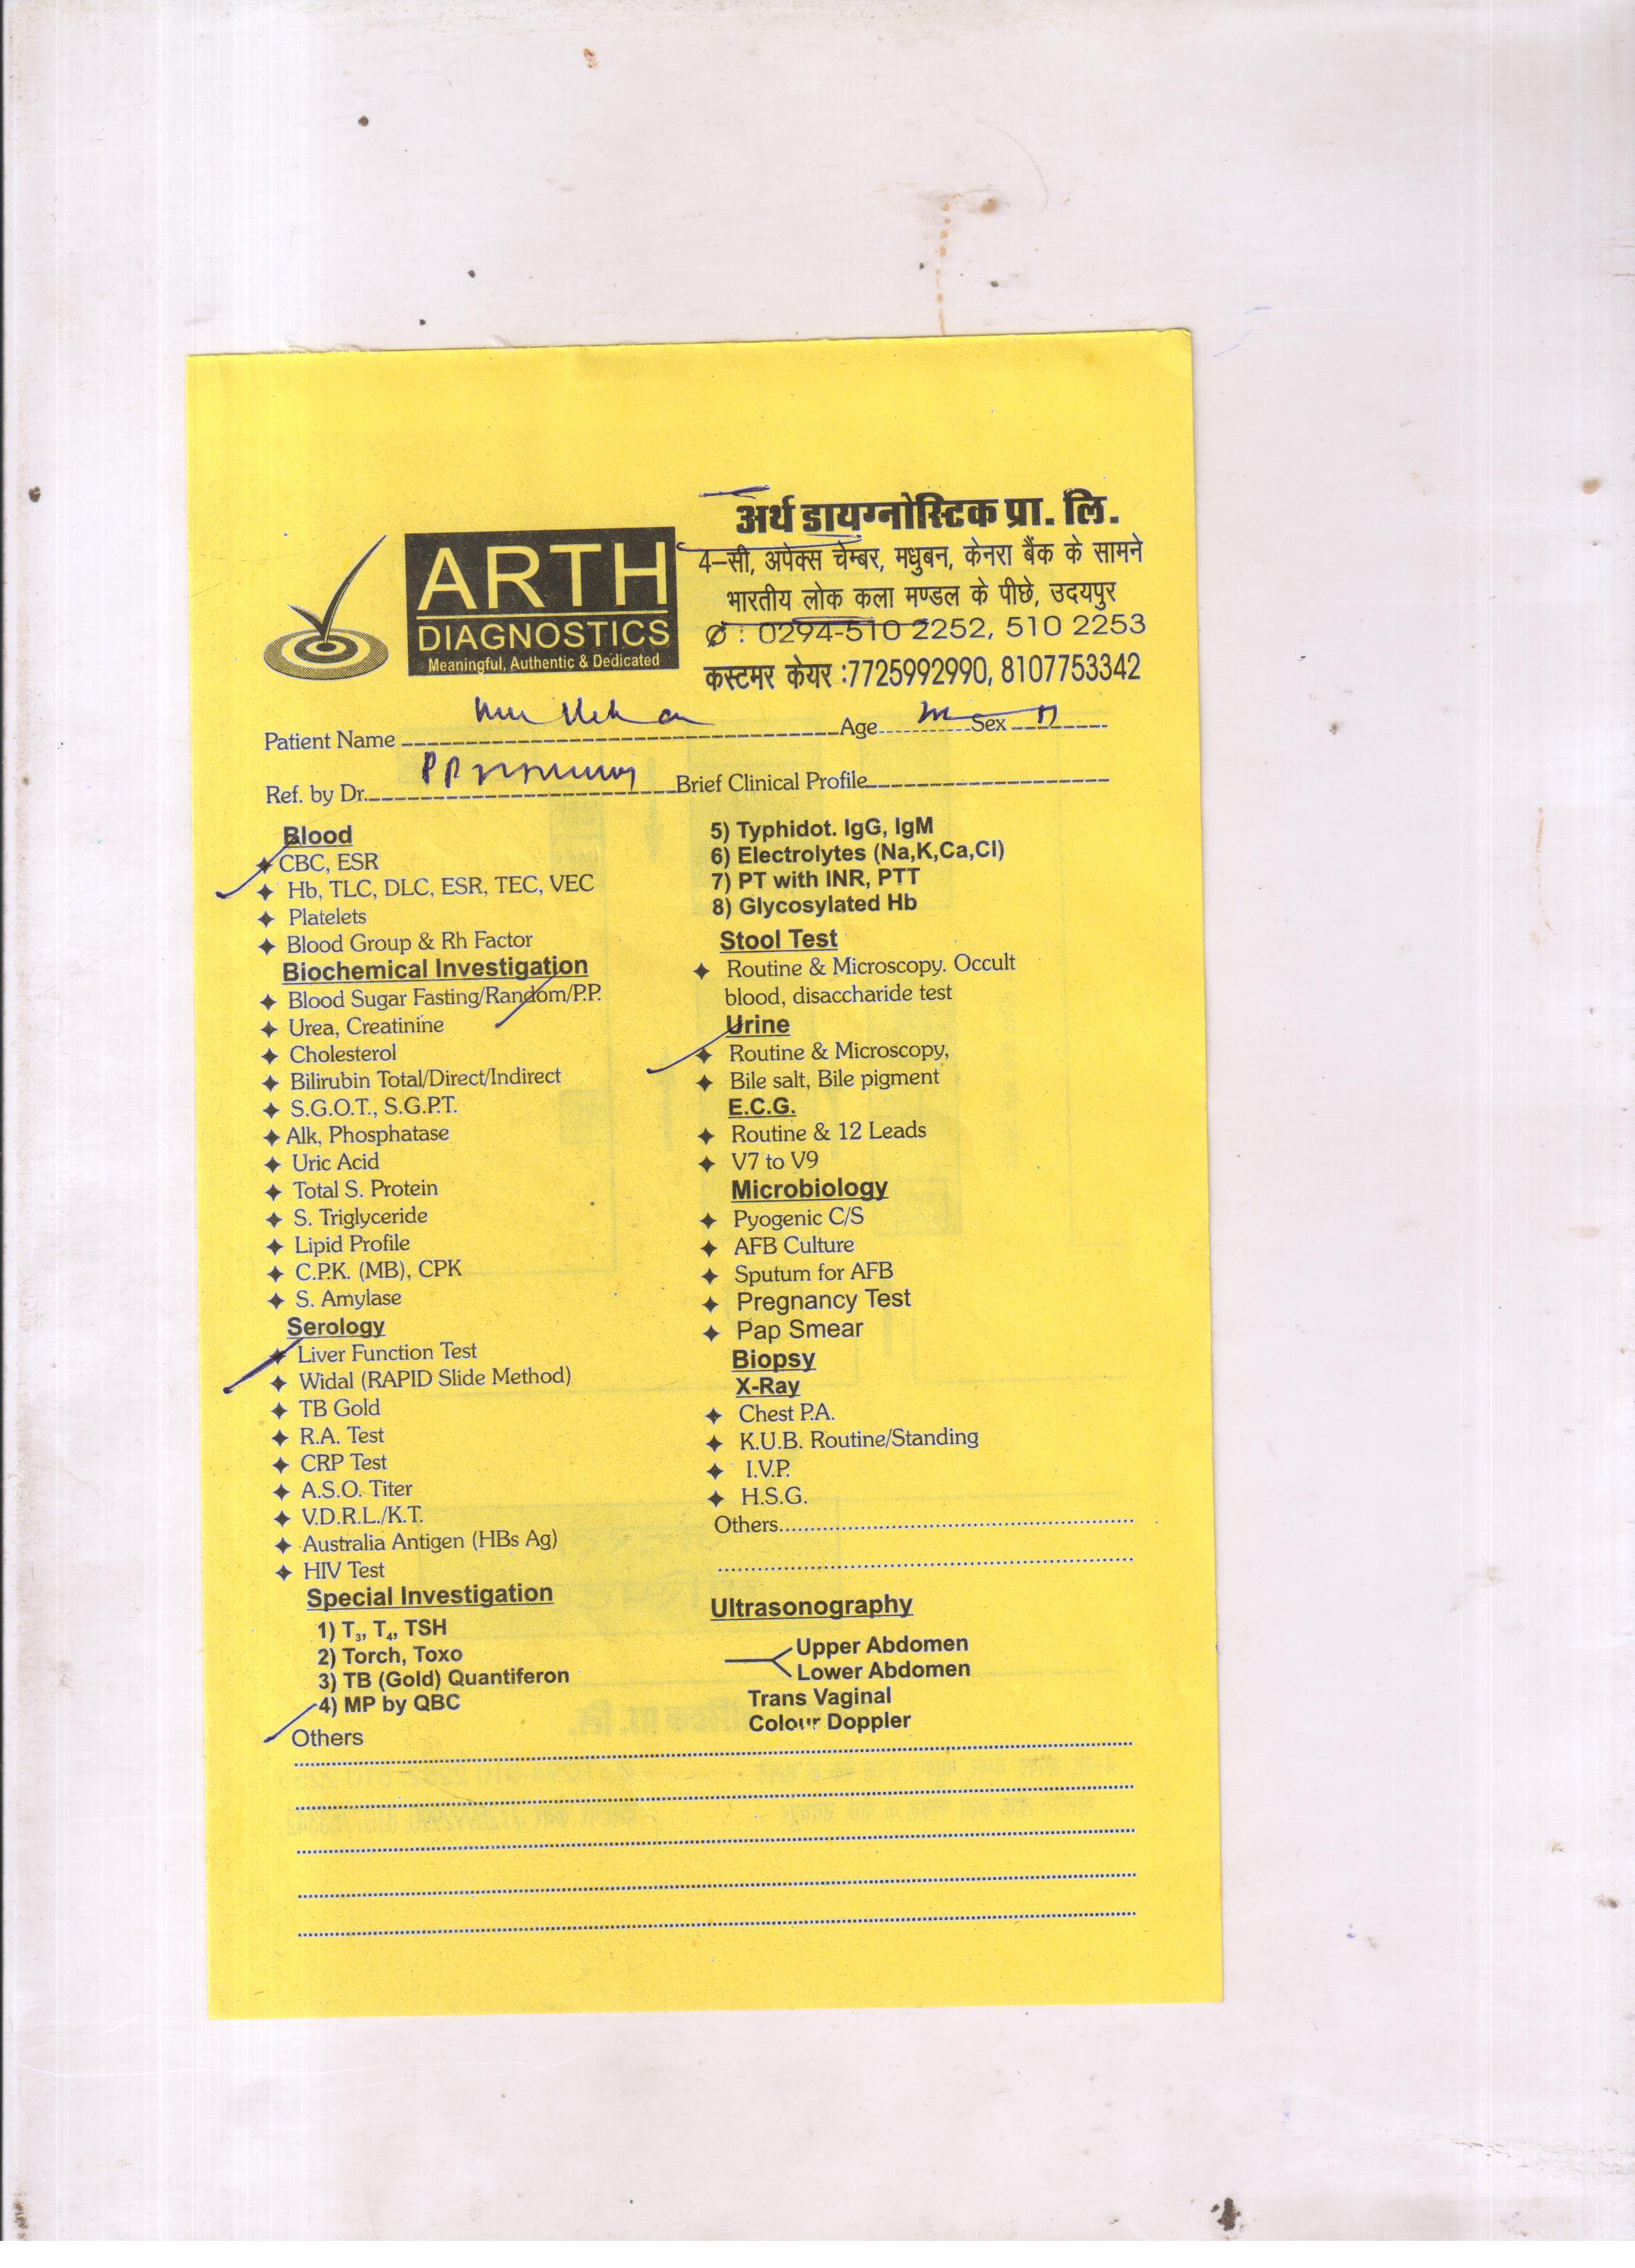 अर्थ डायग्नोस्टिक प्रा. लि.
ARTH
DIAGNOSTICS
Meaningful, Authentic & Dedicated
4-सी, अपेक्स चेम्बर, मधुबन, केनरा बैंक के सामने
भारतीय लोक कला मण्डल के पीछे, उदयपुर
: 0294-510 2252, 510 2253
कस्टमर केयर :7725992990, 8107753342
Patient Name Age Sex
Ref. by Dr. Brief Clinical Profile
Blood
CBC, ESR
Hb, TLC, DLC, ESR, TEC, VEC
Platelets
Blood Group & Rh Factor
Biochemical Investigation
Blood Sugar Fasting/Random/P.P.
Urea, Creatinine
Cholesterol
Bilirubin Total/Direct/Indirect
S.G.O.T., S.G.P.T.
Alk, Phosphatase
Uric Acid
Total S. Protein
S. Triglyceride
Lipid Profile
C.P.K. (MB), CPK
S. Amylase
Serology
Liver Function Test
Widal (RAPID Slide Method)
TB Gold
R.A. Test
CRP Test
A.S.O. Titer
V.D.R.L./K.T.
Australia Antigen (HBs Ag)
HIV Test
Special Investigation
1) T3, T4, TSH
2) Torch, Toxo
3) TB (Gold) Quantiferon
4) MP by QBC
Others
5) Typhidot. IgG, IgM
6) Electrolytes (Na,K,Ca,Cl)
7) PT with INR, PTT
8) Glycosylated Hb
Stool Test
Routine & Microscopy. Occult
blood, disaccharide test
Urine
Routine & Microscopy,
Bile salt, Bile pigment
E.C.G.
Routine & 12 Leads
V7 to V9
Microbiology
Pyogenic C/S
AFB Culture
Sputum for AFB
Pregnancy Test
Pap Smear
Biopsy
X-Ray
Chest P.A.
K.U.B. Routine/Standing
I.V.P.
H.S.G.
Others
Ultrasonography
Upper Abdomen
Lower Abdomen
Trans Vaginal
Colour Doppler